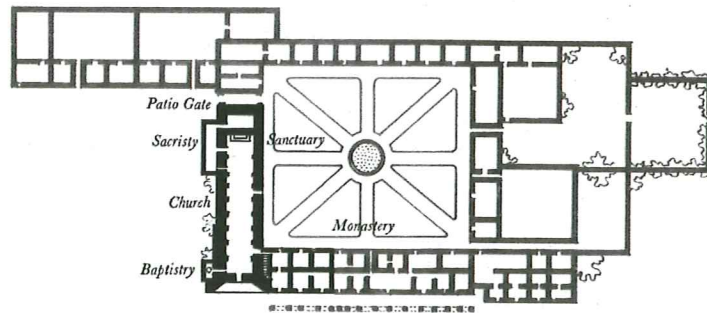 Patio Gate
Sacristy
Sanctuary
Church
Monastery
Baptistry